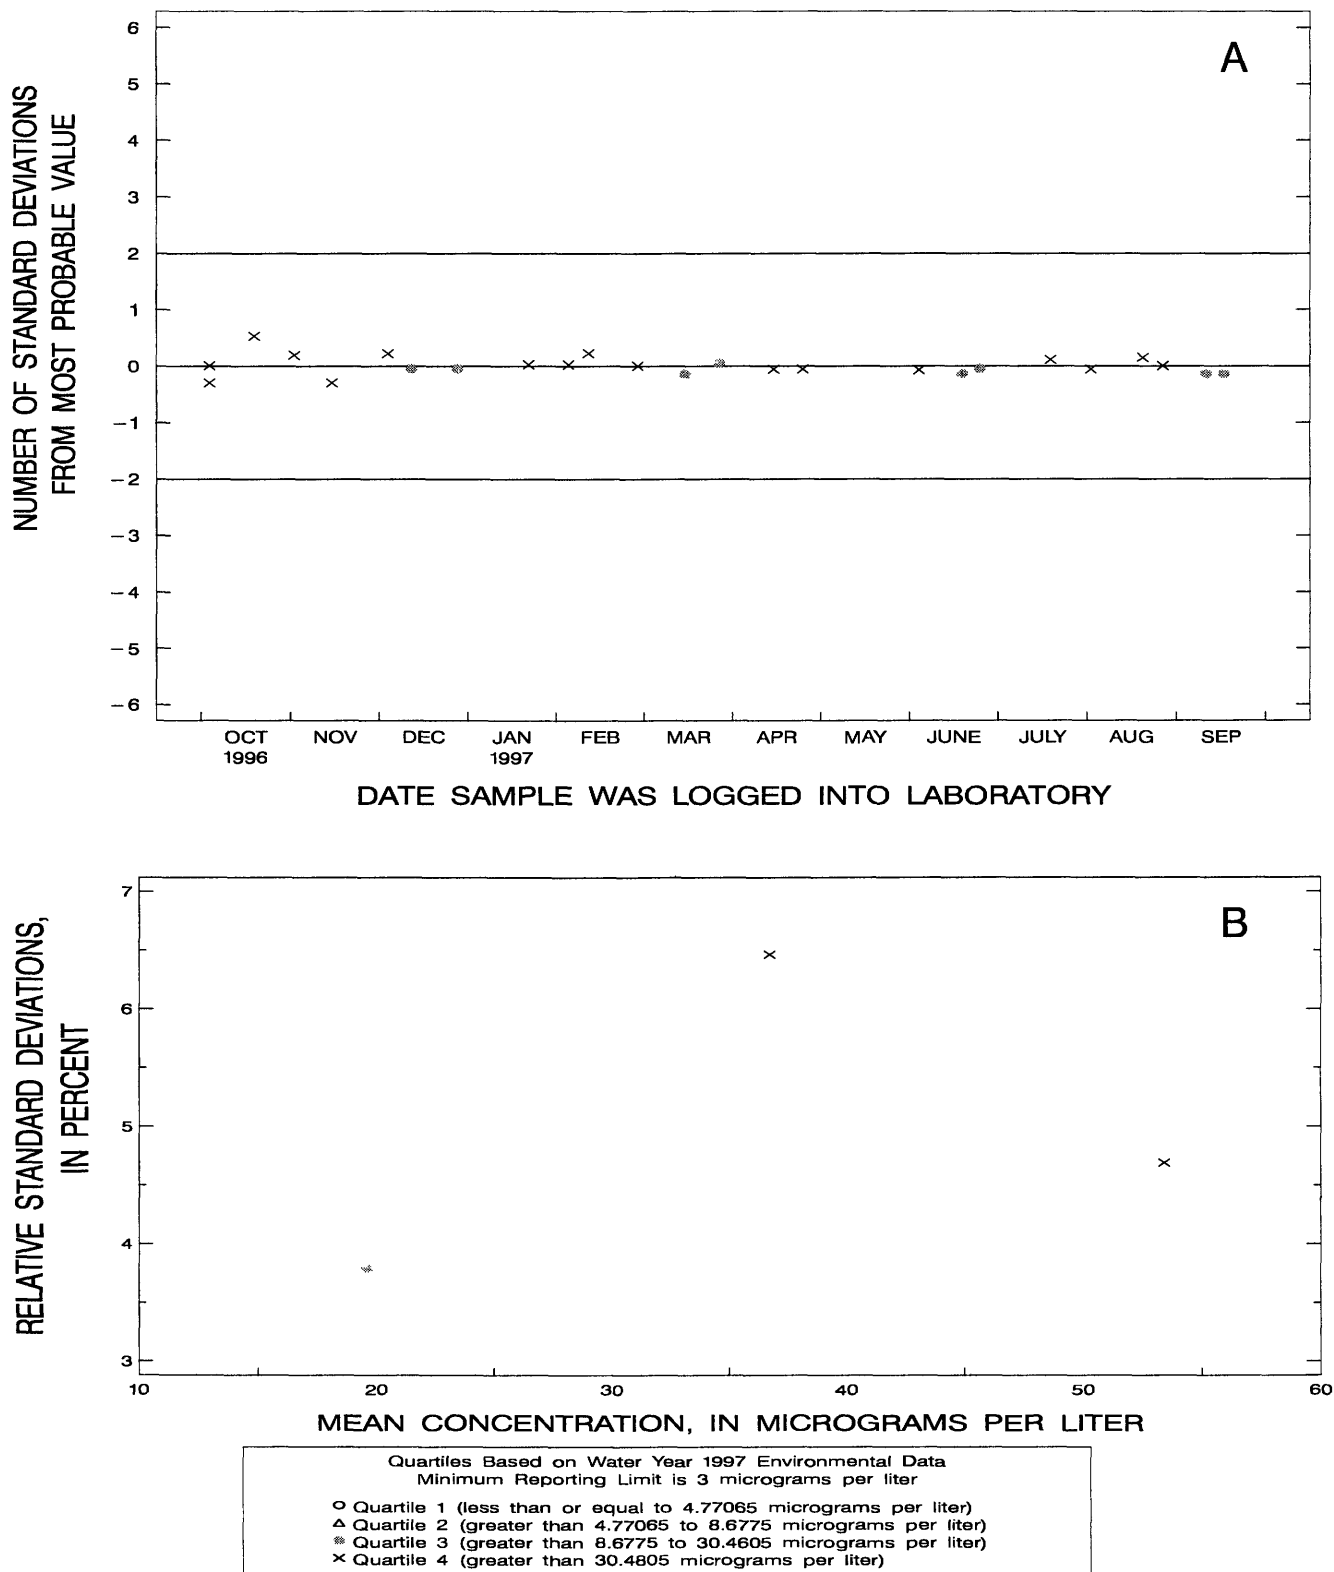 A
NUMBER OF STANDARD DEVIATIONS
FROM MOST PROBABLE VALUE
6
5
4
3
2
1
0
−1
−2
−3
−4
−5
−6
OCT NOV DEC JAN FEB MAR APR MAY JUNE JULY AUG SEP
1996 1997
DATE SAMPLE WAS LOGGED INTO LABORATORY
B
RELATIVE STANDARD DEVIATIONS,
IN PERCENT
7
6
5
4
3
10 20 30 40 50 60
MEAN CONCENTRATION, IN MICROGRAMS PER LITER
Quartiles Based on Water Year 1997 Environmental Data
Minimum Reporting Limit is 3 micrograms per liter
Quartile 1 (less than or equal to 4.77065 micrograms per liter)
Quartile 2 (greater than 4.77065 to 8.6775 micrograms per liter)
Quartile 3 (greater than 8.6775 to 30.4605 micrograms per liter)
Quartile 4 (greater than 30.4805 micrograms per liter)